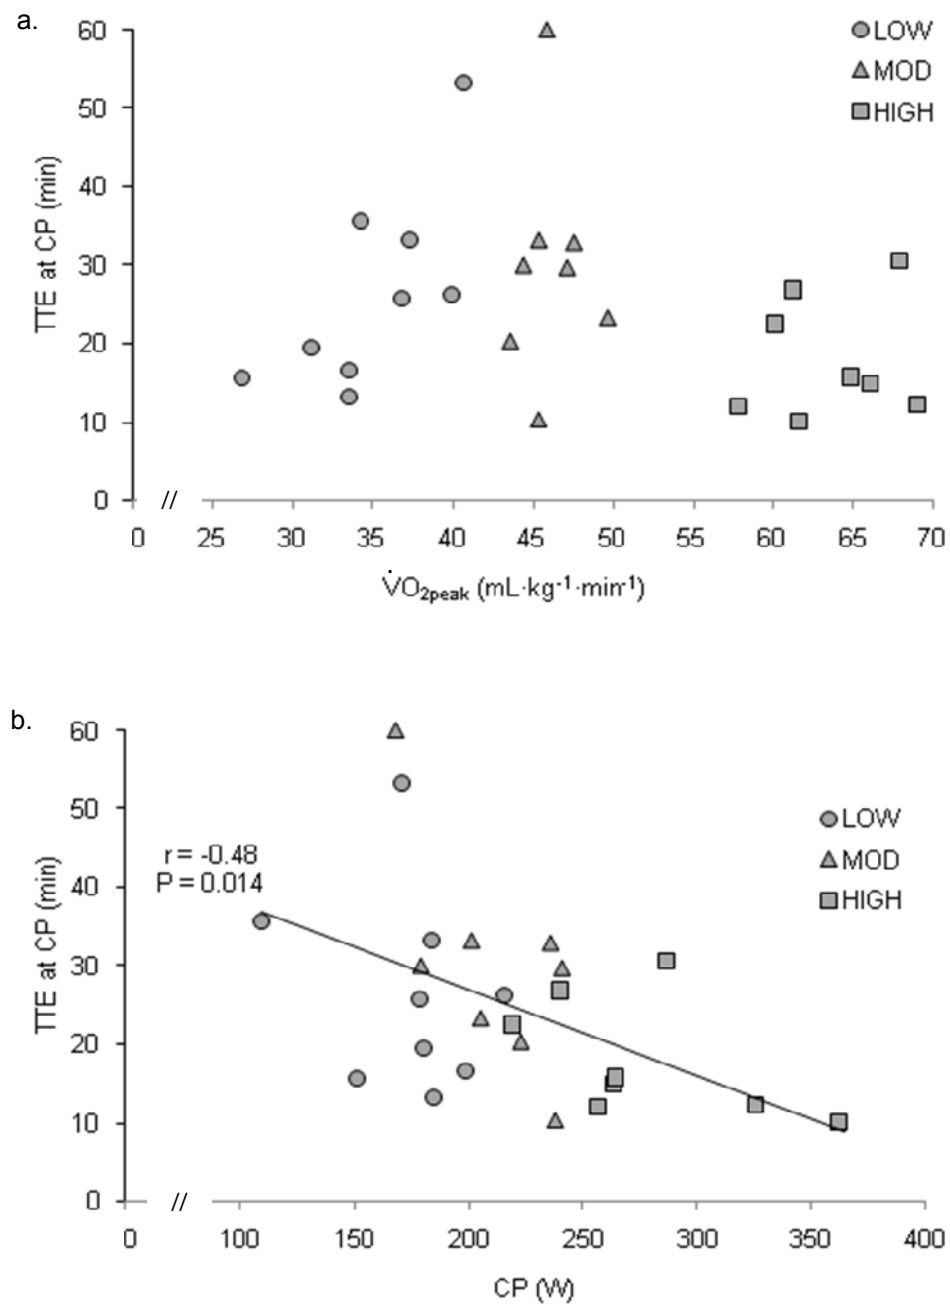 a.
60
50
40
30
20
10
0
TTE at CP (min)
LOW
MOD
HIGH
//
0 25 30 35 40 45 50 55 60 65 70
V̇O₂peak (mL·kg⁻¹·min⁻¹)
b.
60
50
40
30
20
10
0
TTE at CP (min)
r = -0.48
P = 0.014
LOW
MOD
HIGH
//
0 100 150 200 250 300 350 400
CP (W)